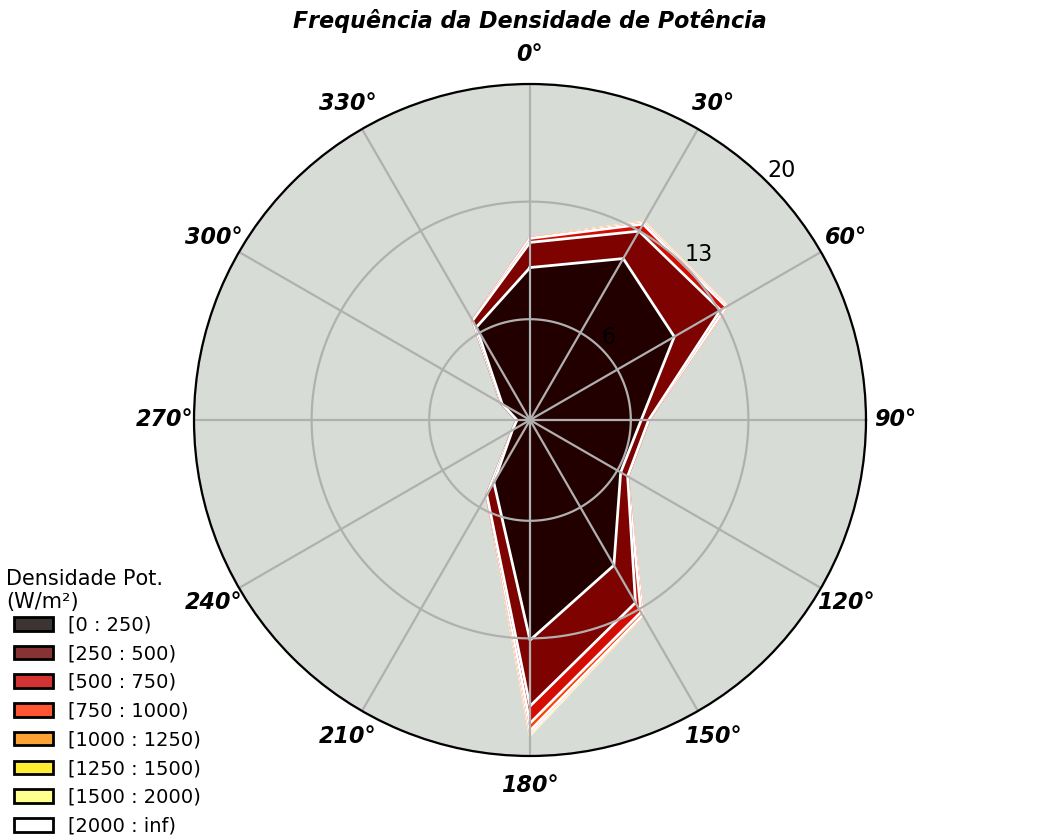 Frequência da Densidade de Potência
0°
330°
30°
20
300°
60°
13
6
270°
90°
Densidade Pot.
(W/m²)
240°
120°
[0 : 250)
[250 : 500)
[500 : 750)
[750 : 1000)
210°
150°
[1000 : 1250)
[1250 : 1500)
180°
[1500 : 2000)
[2000 : inf)